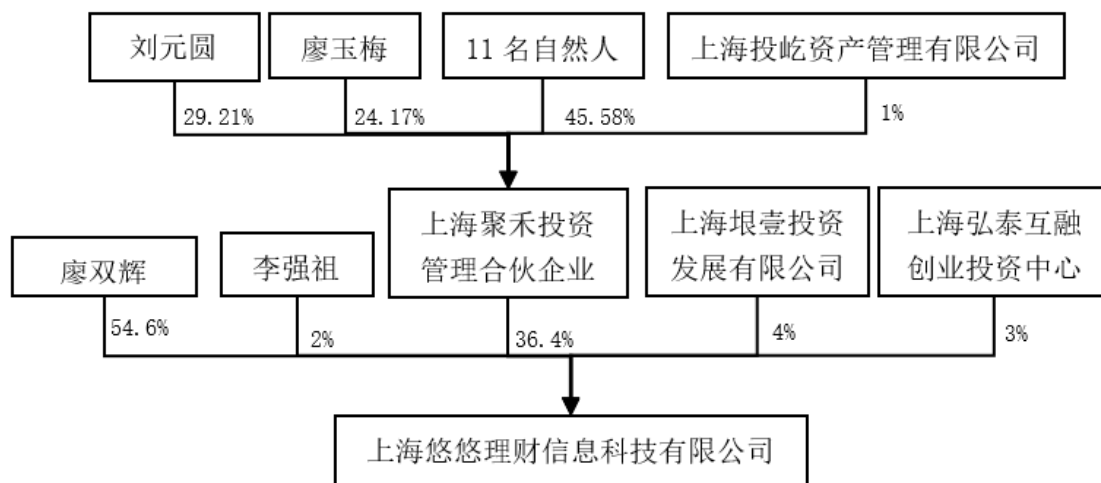 刘元圆
廖玉梅
11 名自然人
上海投屹资产管理有限公司
29.21%
24.17%
45.58%
1%
廖双辉
李强祖
上海聚禾投资
管理合伙企业
上海垠壹投资
发展有限公司
上海弘泰互融
创业投资中心
54.6%
2%
36.4%
4%
3%
上海悠悠理财信息科技有限公司